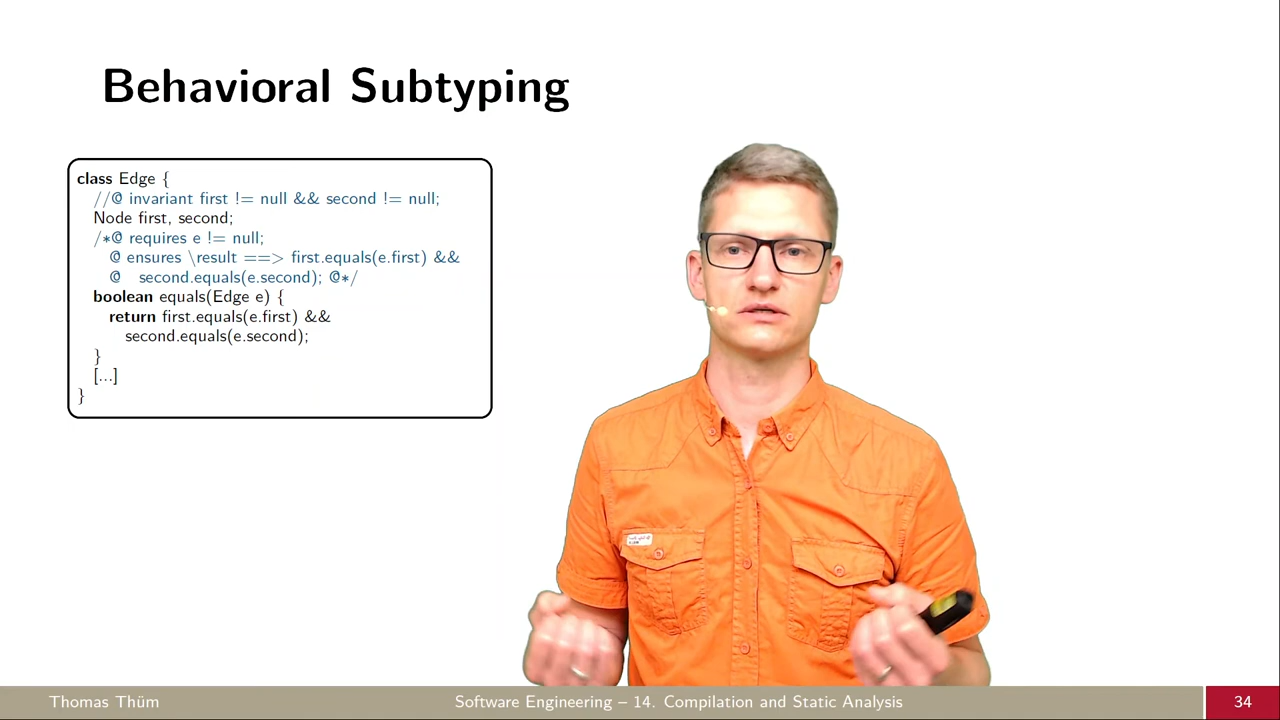 Behavioral Subtyping
class Edge {
//@ invariant first != null && second != null;
Node first, second;
/*@ requires e != null;
@ ensures \result ==> first.equals(e.first) &&
@ second.equals(e.second); @*/
boolean equals(Edge e) {
return first.equals(e.first) &&
second.equals(e.second);
}
[...]
}
Thomas Thüm
Software Engineering – 14. Compilation and Static Analysis
34